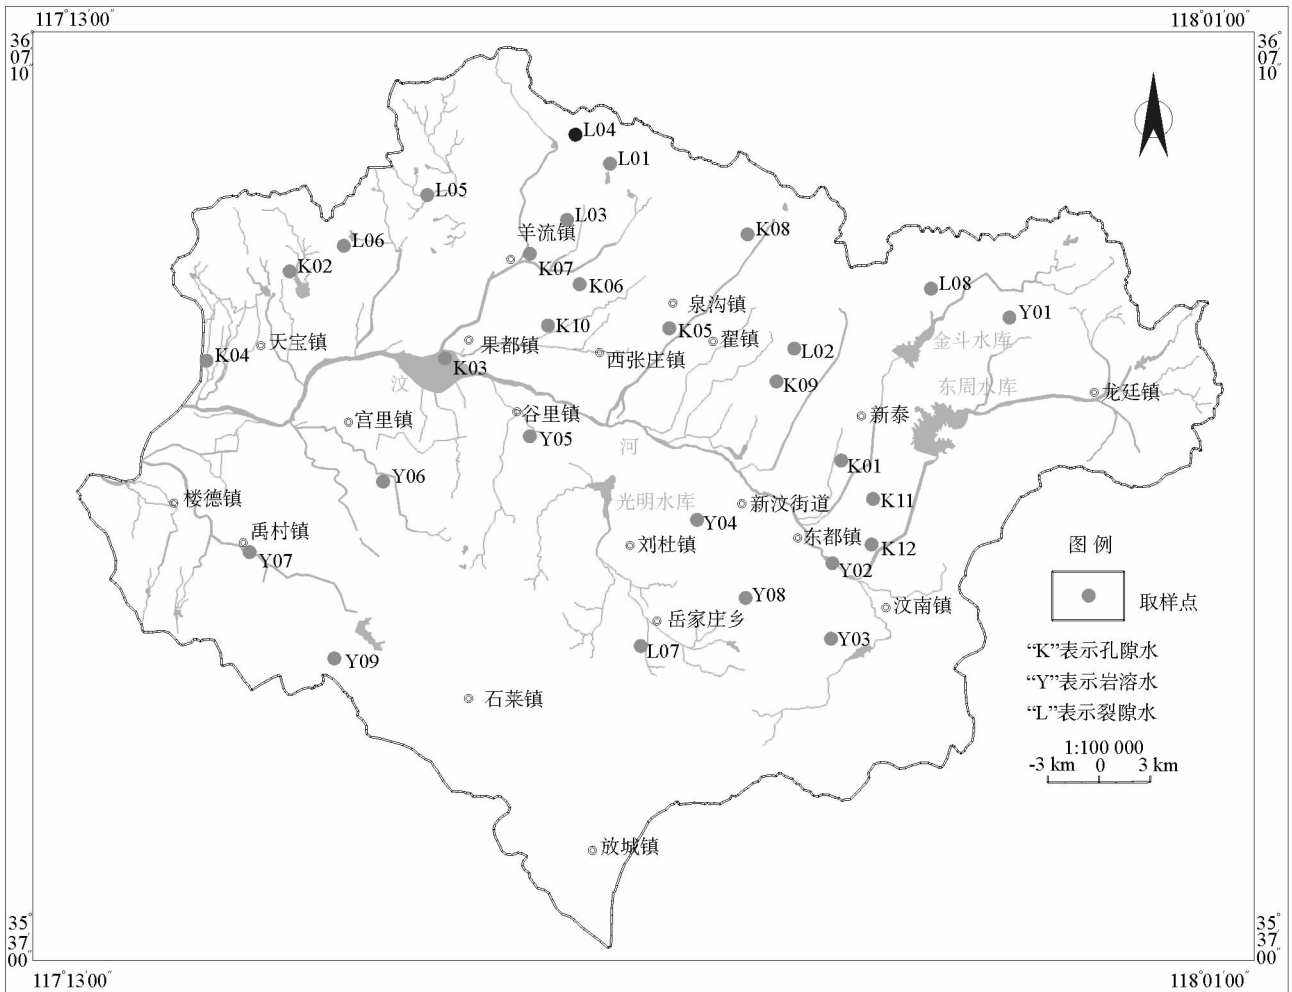 117°13′00″
118°01′00″
36°
07′
10″
36°
07′
10″
L04
L01
L05
L03
羊流镇
K08
L06
K07
K02
K06
L08
泉沟镇
Y01
K10
K05
天宝镇
果都镇
翟镇
金斗水库
K04
K03
西张庄镇
L02
汶
K09
东周水库
龙廷镇
宫里镇
谷里镇
新泰
Y05
河
K01
Y06
楼德镇
光明水库
新汶街道
K11
Y04
禹村镇
刘杜镇
东都镇
K12
图 例
Y07
Y02
取样点
Y08
汶南镇
岳家庄乡
Y03
L07
“K”表示孔隙水
Y09
“Y”表示岩溶水
石莱镇
“L”表示裂隙水
1:100 000
-3 km 0 3 km
放城镇
35°
37′
00″
35°
37′
00″
117°13′00″
118°01′00″